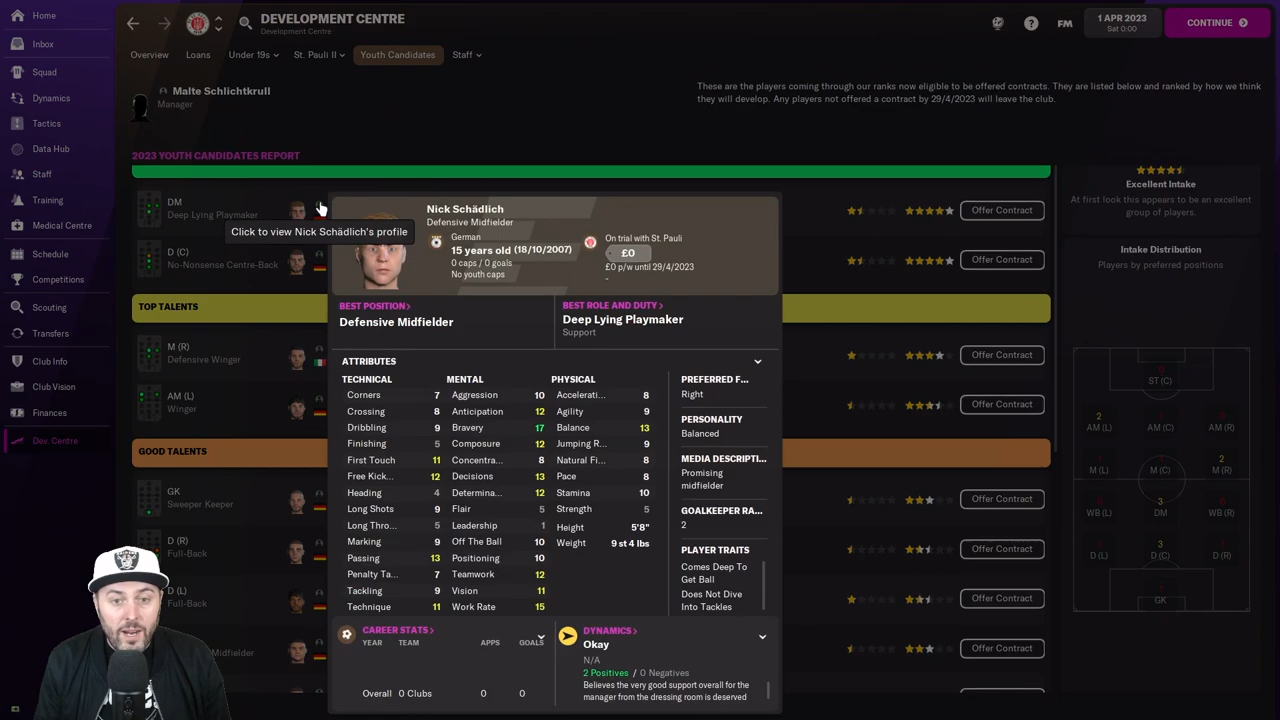 Home
Inbox
Squad
Dynamics
Tactics
Data Hub
Staff
Training
Medical Centre
Schedule
Competitions
Scouting
Transfers
Club Info
Club Vision
Finances
Dev. Centre
DEVELOPMENT CENTRE
Development Centre
?
FM
1 APR 2023
Sat 0:00
CONTINUE
Overview
Loans
Under 19s
St. Pauli II
Youth Candidates
Staff
Malte Schlichtkrull
Manager
These are the players coming through our ranks now eligible to be offered contracts. They are listed below and ranked by how we think
they will develop. Any players not offered a contract by 29/4/2023 will leave the club.
2023 YOUTH CANDIDATES REPORT
DM
Deep Lying Playmaker
Offer Contract
Click to view Nick Schädlich's profile
D (C)
No-Nonsense Centre-Back
Offer Contract
TOP TALENTS
M (R)
Defensive Winger
Offer Contract
AM (L)
Winger
Offer Contract
GOOD TALENTS
GK
Sweeper Keeper
Offer Contract
D (R)
Full-Back
Offer Contract
D (L)
Full-Back
Offer Contract
Midfielder
Offer Contract
Nick Schädlich
Defensive Midfielder
German
15 years old (18/10/2007)
0 caps / 0 goals
No youth caps
On trial with St. Pauli
£0
£0 p/w until 29/4/2023
-
BEST POSITION
Defensive Midfielder
BEST ROLE AND DUTY
Deep Lying Playmaker
Support
ATTRIBUTES
TECHNICAL
Corners 7
Crossing 8
Dribbling 9
Finishing 5
First Touch 11
Free Kick... 12
Heading 4
Long Shots 9
Long Thro... 5
Marking 9
Passing 13
Penalty Ta... 7
Tackling 9
Technique 11
MENTAL
Aggression 10
Anticipation 12
Bravery 17
Composure 12
Concentra... 8
Decisions 13
Determina... 12
Flair 5
Leadership 1
Off The Ball 10
Positioning 10
Teamwork 12
Vision 11
Work Rate 15
PHYSICAL
Accelerati... 8
Agility 9
Balance 13
Jumping R... 9
Natural Fi... 8
Pace 8
Stamina 10
Strength 5
Height 5'8"
Weight 9 st 4 lbs
PREFERRED F...
Right
PERSONALITY
Balanced
MEDIA DESCRIPTI...
Promising
midfielder
GOALKEEPER RA...
2
PLAYER TRAITS
Comes Deep To
Get Ball
Does Not Dive
Into Tackles
CAREER STATS
YEAR TEAM APPS GOALS
Overall 0 Clubs 0 0
DYNAMICS
Okay
N/A
2 Positives / 0 Negatives
Believes the very good support overall for the
manager from the dressing room is deserved
Excellent Intake
At first look this appears to be an excellent
group of players.
Intake Distribution
Players by preferred positions
ST (C)
2
AM (L)
AM (C)
AM (R)
M (L)
M (C)
2
M (R)
WB (L)
3
DM
WB (R)
D (L)
3
D (C)
D (R)
GK